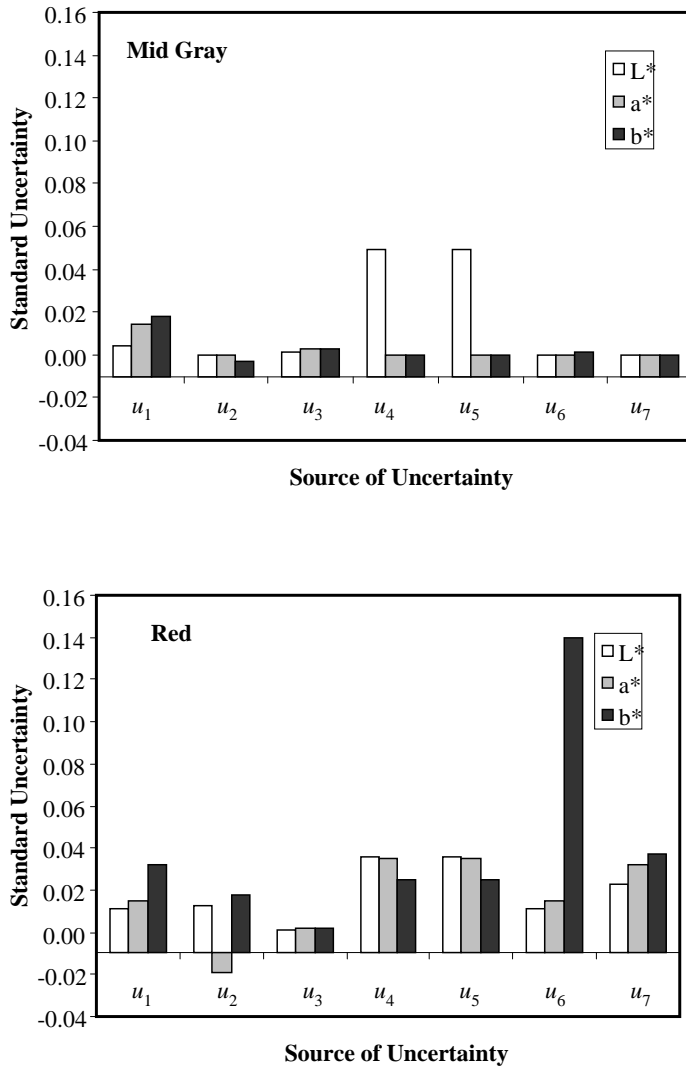 0.16
0.14
0.12
0.10
0.08
0.06
0.04
0.02
0.00
-0.02
-0.04
Standard Uncertainty
Mid Gray
L*
a*
b*
u1 u2 u3 u4 u5 u6 u7
Source of Uncertainty
0.16
0.14
0.12
0.10
0.08
0.06
0.04
0.02
0.00
-0.02
-0.04
Standard Uncertainty
Red
L*
a*
b*
u1 u2 u3 u4 u5 u6 u7
Source of Uncertainty